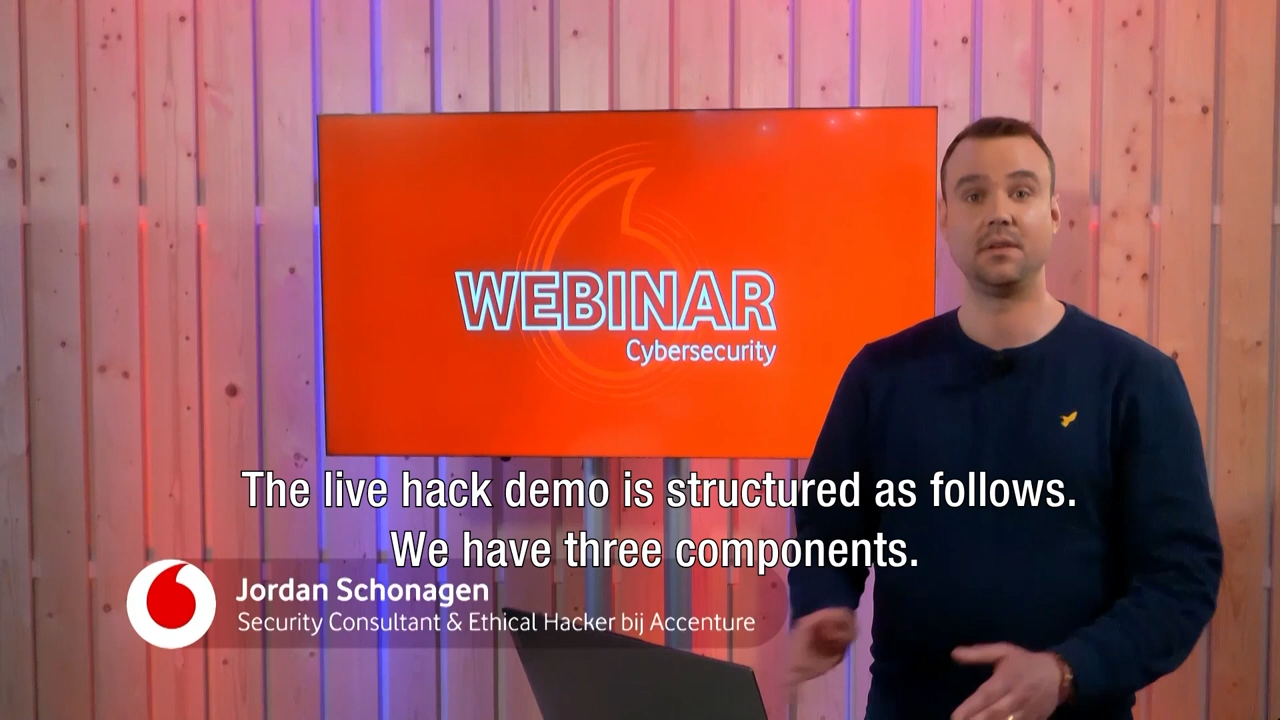 WEBINAR
Cybersecurity
The live hack demo is structured as follows.
We have three components.
Jordan Schonagen
Security Consultant & Ethical Hacker bij Accenture